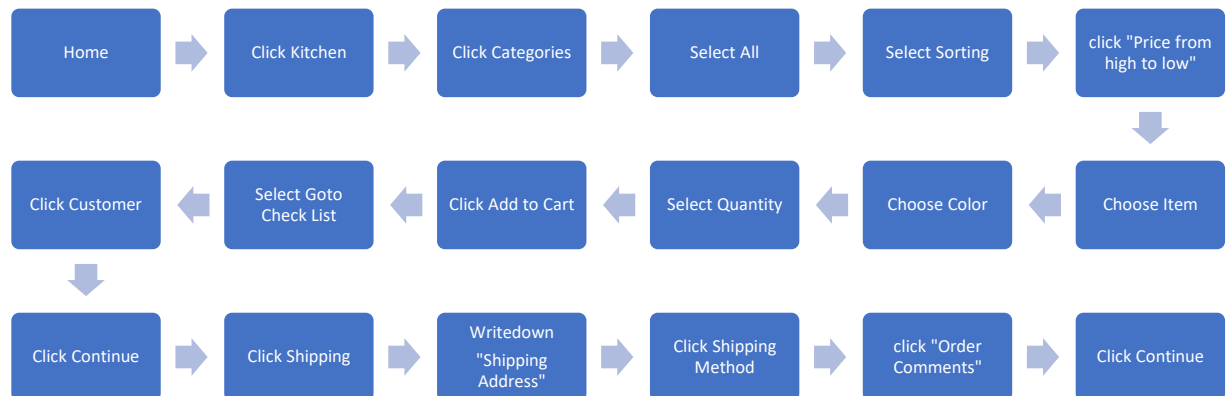 Home
Click Kitchen
Click Categories
Select All
Select Sorting
click "Price from
high to low"
Choose Item
Choose Color
Select Quantity
Click Add to Cart
Select Goto
Check List
Click Customer
Click Continue
Click Shipping
Writedown
"Shipping
Address"
Click Shipping
Method
click "Order
Comments"
Click Continue